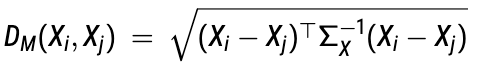 D_M(X_i, X_j) = √((X_i − X_j)^⊤ Σ_X^{−1} (X_i − X_j))